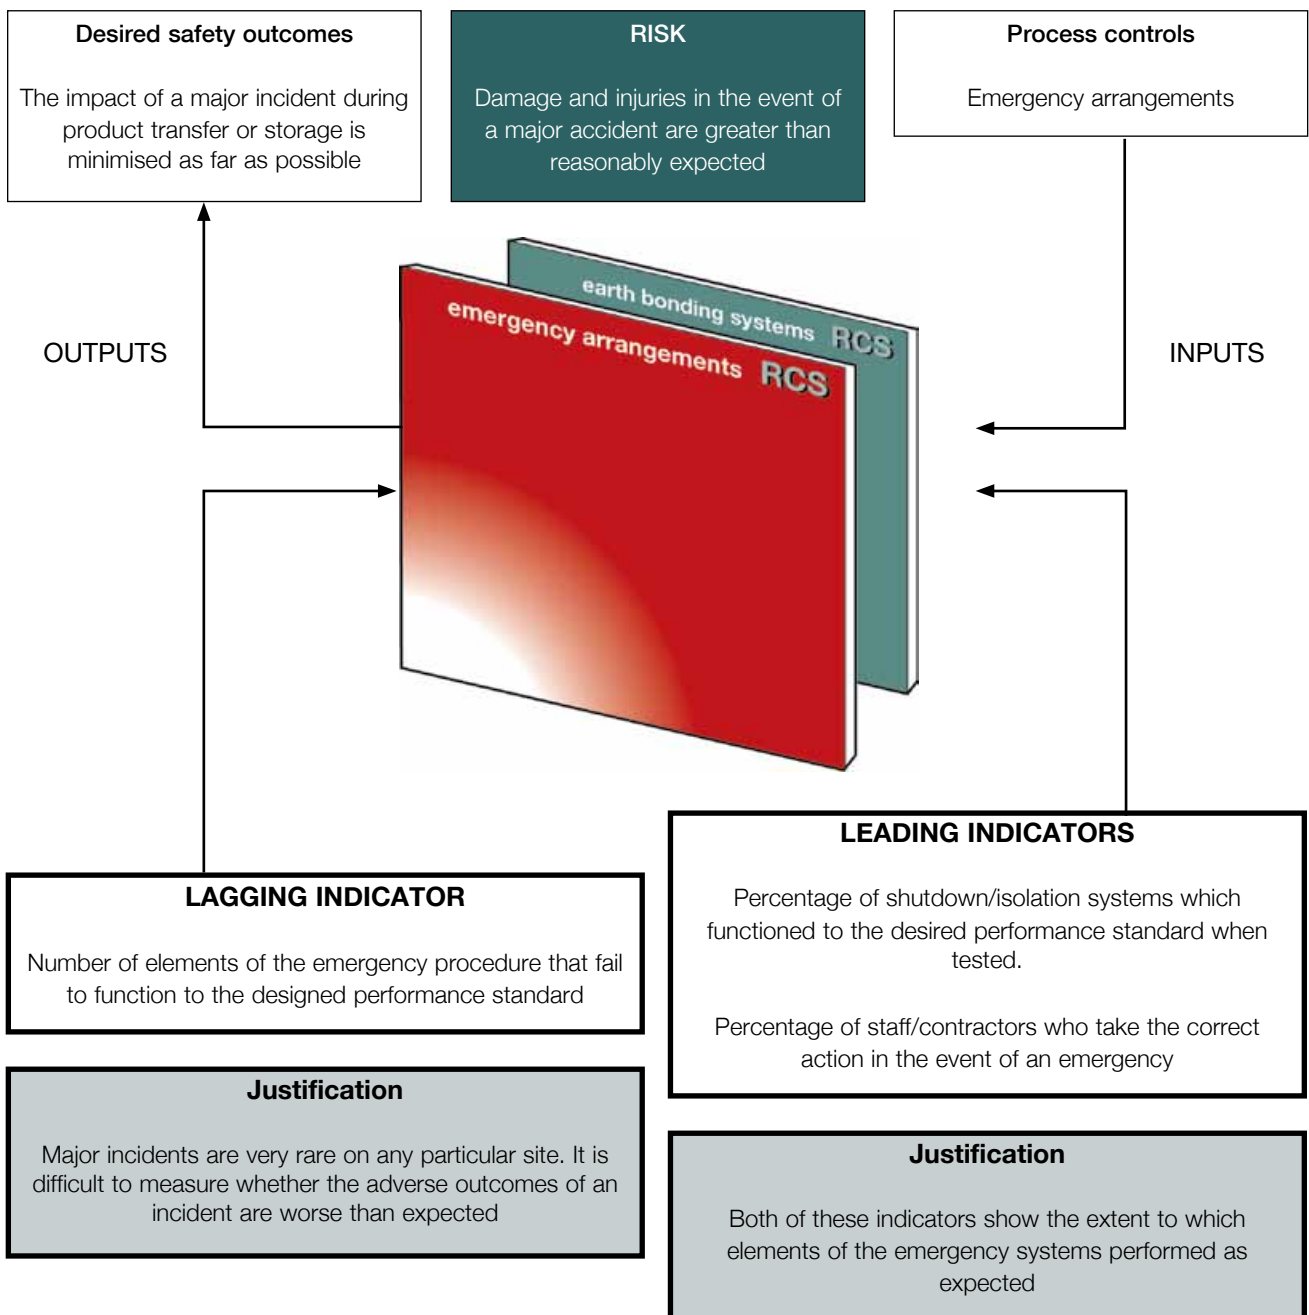 Desired safety outcomes
The impact of a major incident during
product transfer or storage is
minimised as far as possible
RISK
Damage and injuries in the event of
a major accident are greater than
reasonably expected
Process controls
Emergency arrangements
earth bonding systems RCS
emergency arrangements RCS
OUTPUTS
INPUTS
LAGGING INDICATOR
Number of elements of the emergency procedure that fail
to function to the designed performance standard
Justification
Major incidents are very rare on any particular site. It is
difficult to measure whether the adverse outcomes of an
incident are worse than expected
LEADING INDICATORS
Percentage of shutdown/isolation systems which
functioned to the desired performance standard when
tested.
Percentage of staff/contractors who take the correct
action in the event of an emergency
Justification
Both of these indicators show the extent to which
elements of the emergency systems performed as
expected